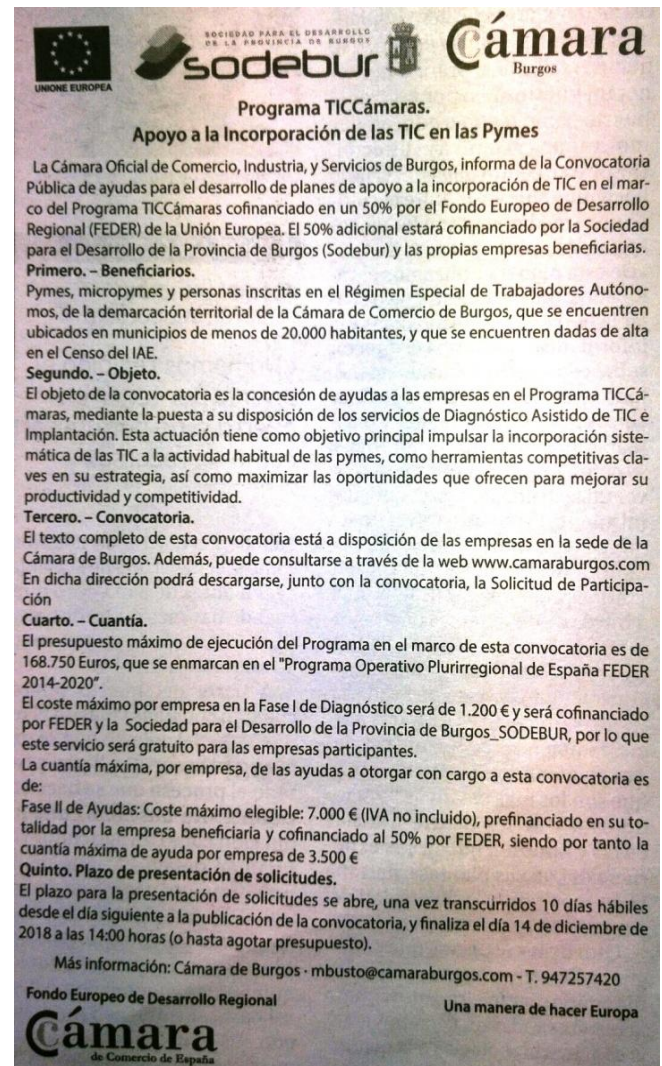 UNIONE EUROPEA
SOCIEDAD PARA EL DESARROLLO
DE LA PROVINCIA DE BURGOS
sodebur
Cámara
Burgos
Programa TICCámaras.
Apoyo a la Incorporación de las TIC en las Pymes
La Cámara Oficial de Comercio, Industria, y Servicios de Burgos, informa de la Convocatoria
Pública de ayudas para el desarrollo de planes de apoyo a la incorporación de TIC en el mar-
co del Programa TICCámaras cofinanciado en un 50% por el Fondo Europeo de Desarrollo
Regional (FEDER) de la Unión Europea. El 50% adicional estará cofinanciado por la Sociedad
para el Desarrollo de la Provincia de Burgos (Sodebur) y las propias empresas beneficiarias.
Primero. – Beneficiarios.
Pymes, micropymes y personas inscritas en el Régimen Especial de Trabajadores Autóno-
mos, de la demarcación territorial de la Cámara de Comercio de Burgos, que se encuentren
ubicados en municipios de menos de 20.000 habitantes, y que se encuentren dadas de alta
en el Censo del IAE.
Segundo. – Objeto.
El objeto de la convocatoria es la concesión de ayudas a las empresas en el Programa TICCá-
maras, mediante la puesta a su disposición de los servicios de Diagnóstico Asistido de TIC e
Implantación. Esta actuación tiene como objetivo principal impulsar la incorporación siste-
mática de las TIC a la actividad habitual de las pymes, como herramientas competitivas cla-
ves en su estrategia, así como maximizar las oportunidades que ofrecen para mejorar su
productividad y competitividad.
Tercero. – Convocatoria.
El texto completo de esta convocatoria está a disposición de las empresas en la sede de la
Cámara de Burgos. Además, puede consultarse a través de la web www.camaraburgos.com
En dicha dirección podrá descargarse, junto con la convocatoria, la Solicitud de Participa-
ción
Cuarto. – Cuantía.
El presupuesto máximo de ejecución del Programa en el marco de esta convocatoria es de
168.750 Euros, que se enmarcan en el "Programa Operativo Plurirregional de España FEDER
2014-2020".
El coste máximo por empresa en la Fase I de Diagnóstico será de 1.200 € y será cofinanciado
por FEDER y la Sociedad para el Desarrollo de la Provincia de Burgos_SODEBUR, por lo que
este servicio será gratuito para las empresas participantes.
La cuantía máxima, por empresa, de las ayudas a otorgar con cargo a esta convocatoria es
de:
Fase II de Ayudas: Coste máximo elegible: 7.000 € (IVA no incluido), prefinanciado en su to-
talidad por la empresa beneficiaria y cofinanciado al 50% por FEDER, siendo por tanto la
cuantía máxima de ayuda por empresa de 3.500 €
Quinto. Plazo de presentación de solicitudes.
El plazo para la presentación de solicitudes se abre, una vez transcurridos 10 días hábiles
desde el día siguiente a la publicación de la convocatoria, y finaliza el día 14 de diciembre de
2018 a las 14:00 horas (o hasta agotar presupuesto).
Más información: Cámara de Burgos · mbusto@camaraburgos.com - T. 947257420
Fondo Europeo de Desarrollo Regional
Una manera de hacer Europa
Cámara
de Comercio de España